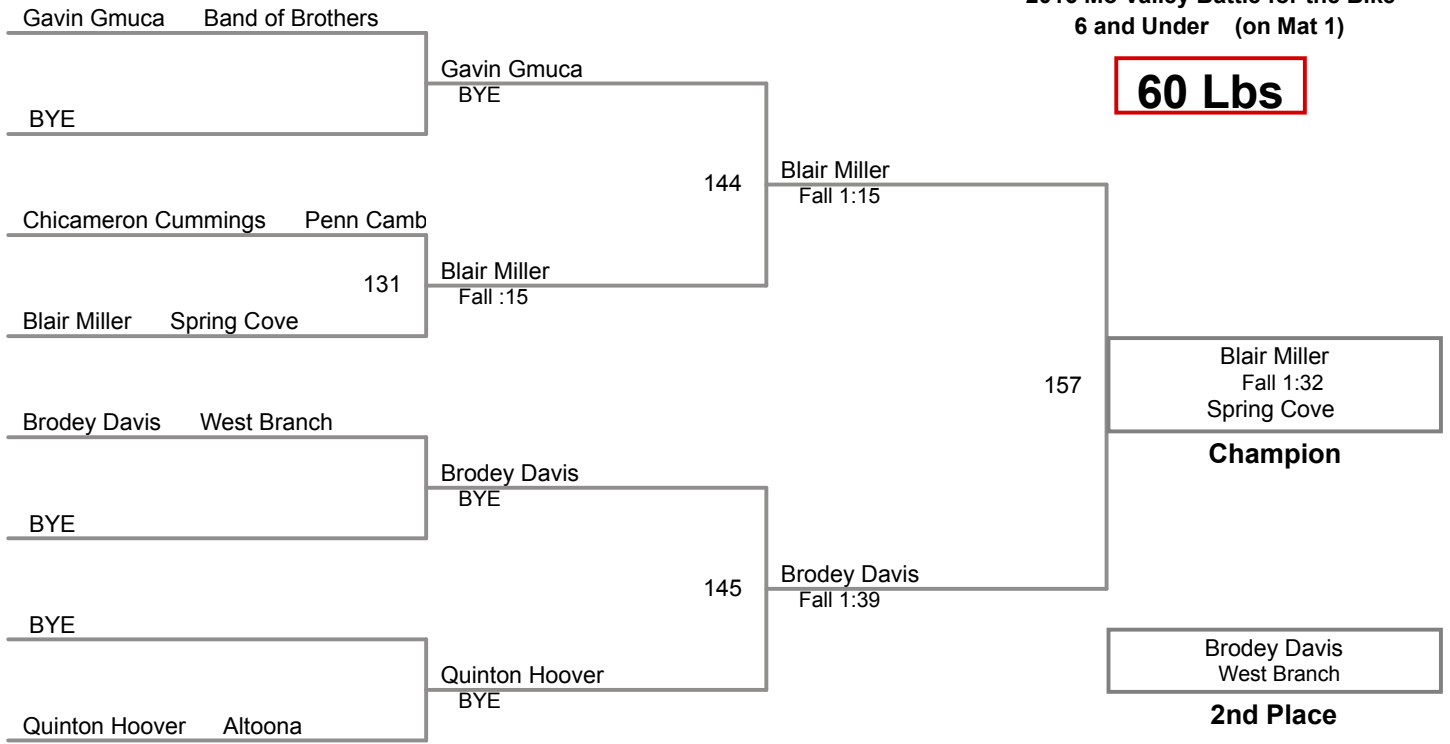 6 and Under (on Mat 1)
60 Lbs
Gavin Gmuca Band of Brothers
BYE
Gavin Gmuca
BYE
Chicameron Cummings Penn Camb
131
Blair Miller Spring Cove
Blair Miller
Fall :15
144
Blair Miller
Fall 1:15
Brodey Davis West Branch
BYE
Brodey Davis
BYE
BYE
Quinton Hoover Altoona
Quinton Hoover
BYE
145
Brodey Davis
Fall 1:39
157
Blair Miller
Fall 1:32
Spring Cove
Champion
Brodey Davis
West Branch
2nd Place